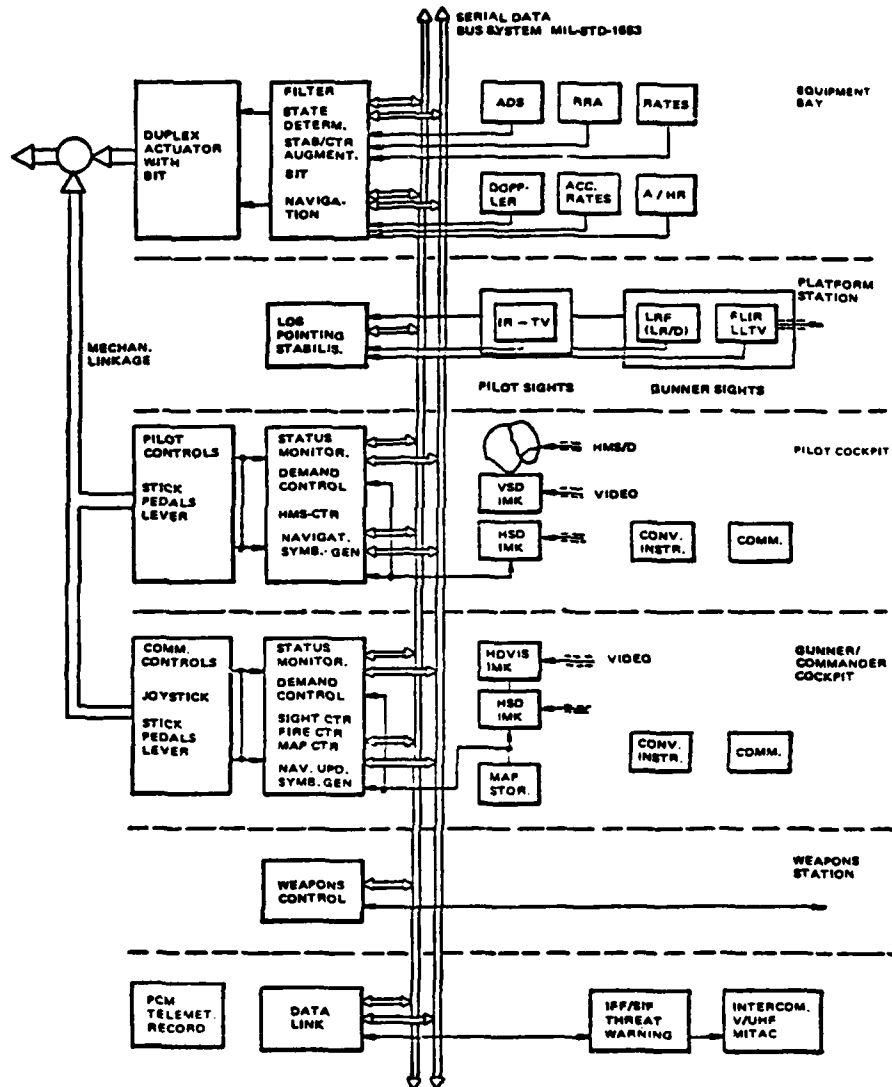 SERIAL DATA
BUS SYSTEM MIL-STD-1553
DUPLEX
ACTUATOR
WITH
BIT
FILTER
STATE
DETERM.
STAB/CTR
AUGMENT.
BIT
NAVIGA-
TION
ADS
RRA
RATES
DOPP-
LER
ACC.
RATES
A / HR
EQUIPMENT
BAY
MECHAN.
LINKAGE
LOS
POINTING
STABILIS.
IR – TV
LRF
(LR/D)
FLIR
LLTV
PLATFORM
STATION
PILOT SIGHTS
GUNNER SIGHTS
PILOT
CONTROLS
STICK
PEDALS
LEVER
STATUS
MONITOR.
DEMAND
CONTROL
HMS-CTR
NAVIGAT.
SYMB.-GEN
HMS/D
VSD
IMK
VIDEO
HSD
IMK
CONV.
INSTR.
COMM.
PILOT COCKPIT
COMM.
CONTROLS
JOYSTICK
STICK
PEDALS
LEVER
STATUS
MONITOR.
DEMAND
CONTROL
SIGHT CTR
FIRE CTR
MAP CTR
NAV. UPD.
SYMB. GEN
HDVIS
IMK
VIDEO
HSD
IMK
MAP
STOR.
CONV.
INSTR.
COMM.
GUNNER/
COMMANDER
COCKPIT
WEAPONS
CONTROL
WEAPONS
STATION
PCM
TELEMET.
RECORD
DATA
LINK
IFF/SIF
THREAT
WARNING
INTERCOM.
V/UHF
MITAC